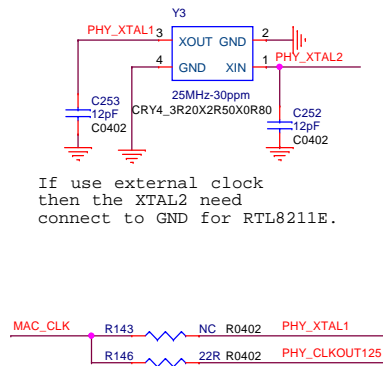 Y3
PHY_XTAL1 3 XOUT GND 2
PHY_XTAL2
4 GND XIN 1
25MHz-30ppm
CRY4_3R20X2R50X0R80
C253
12pF
C0402
C252
12pF
C0402
If use external clock
then the XTAL2 need
connect to GND for RTL8211E.
MAC_CLK R143 NC R0402 PHY_XTAL1
R146 22R R0402 PHY_CLKOUT125